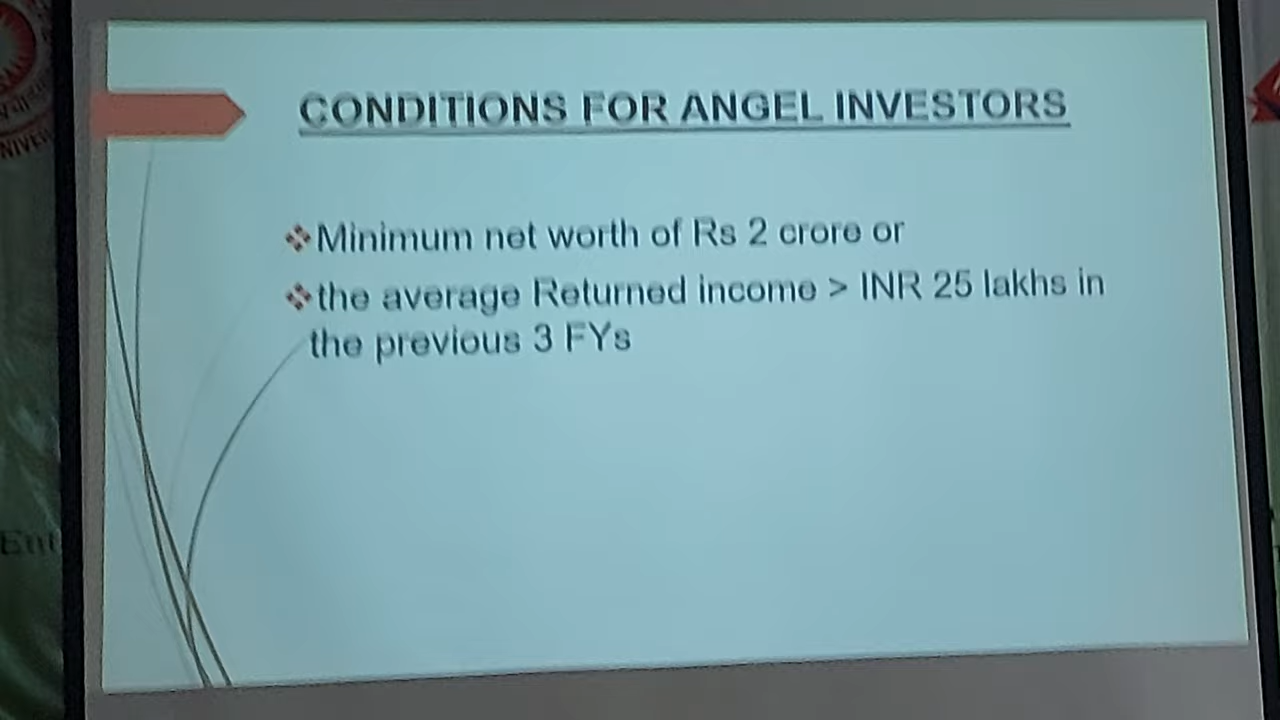 CONDITIONS FOR ANGEL INVESTORS
Minimum net worth of Rs 2 crore or
the average Returned income > INR 25 lakhs in
the previous 3 FYs